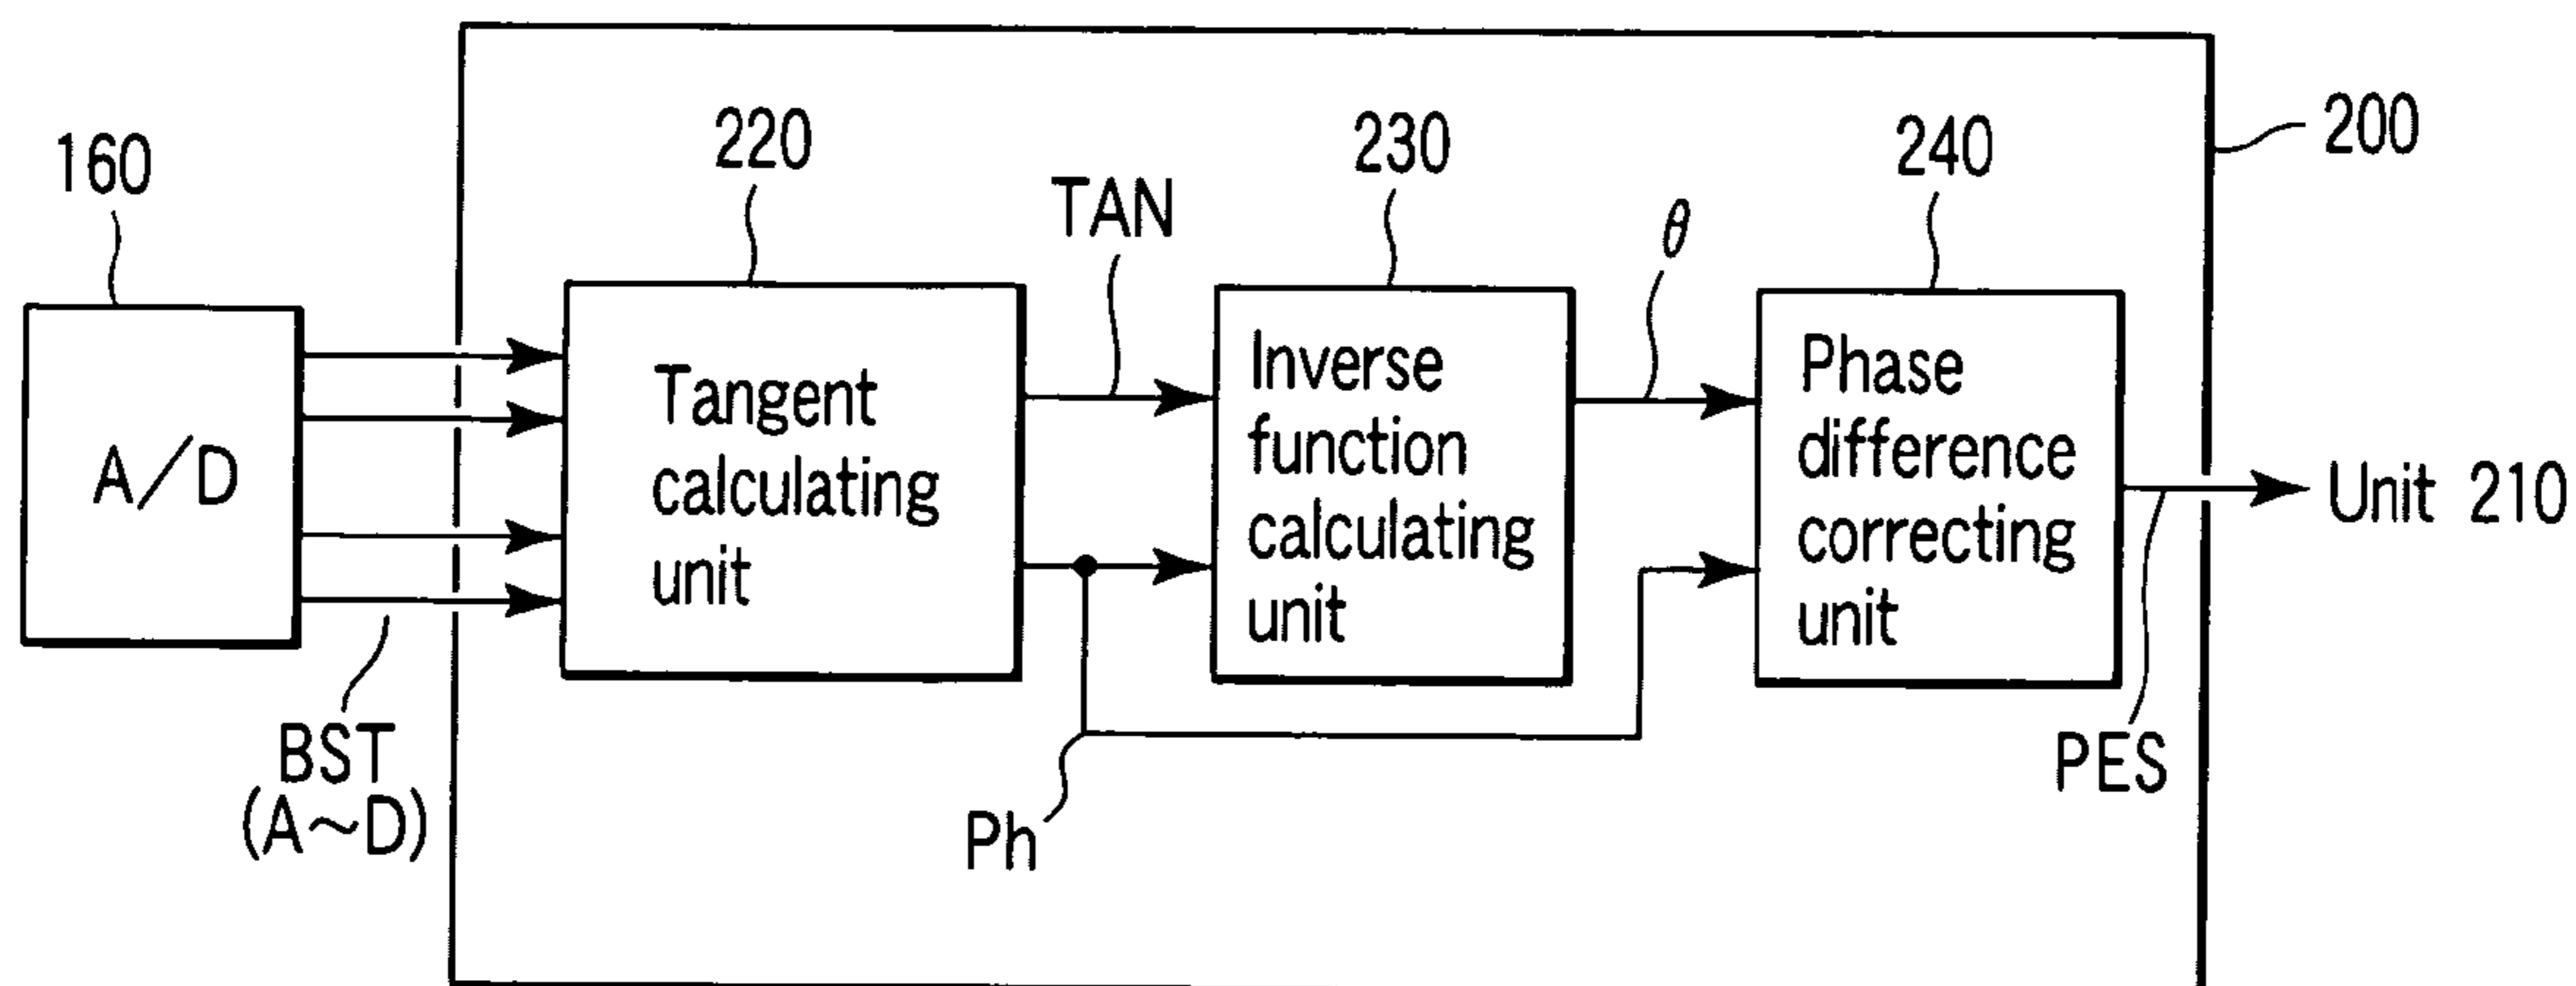 160
220
230
240
200
TAN
θ
A/D
Tangent
calculating
unit
Inverse
function
calculating
unit
Phase
difference
correcting
unit
Unit 210
BST
(A~D)
Ph
PES